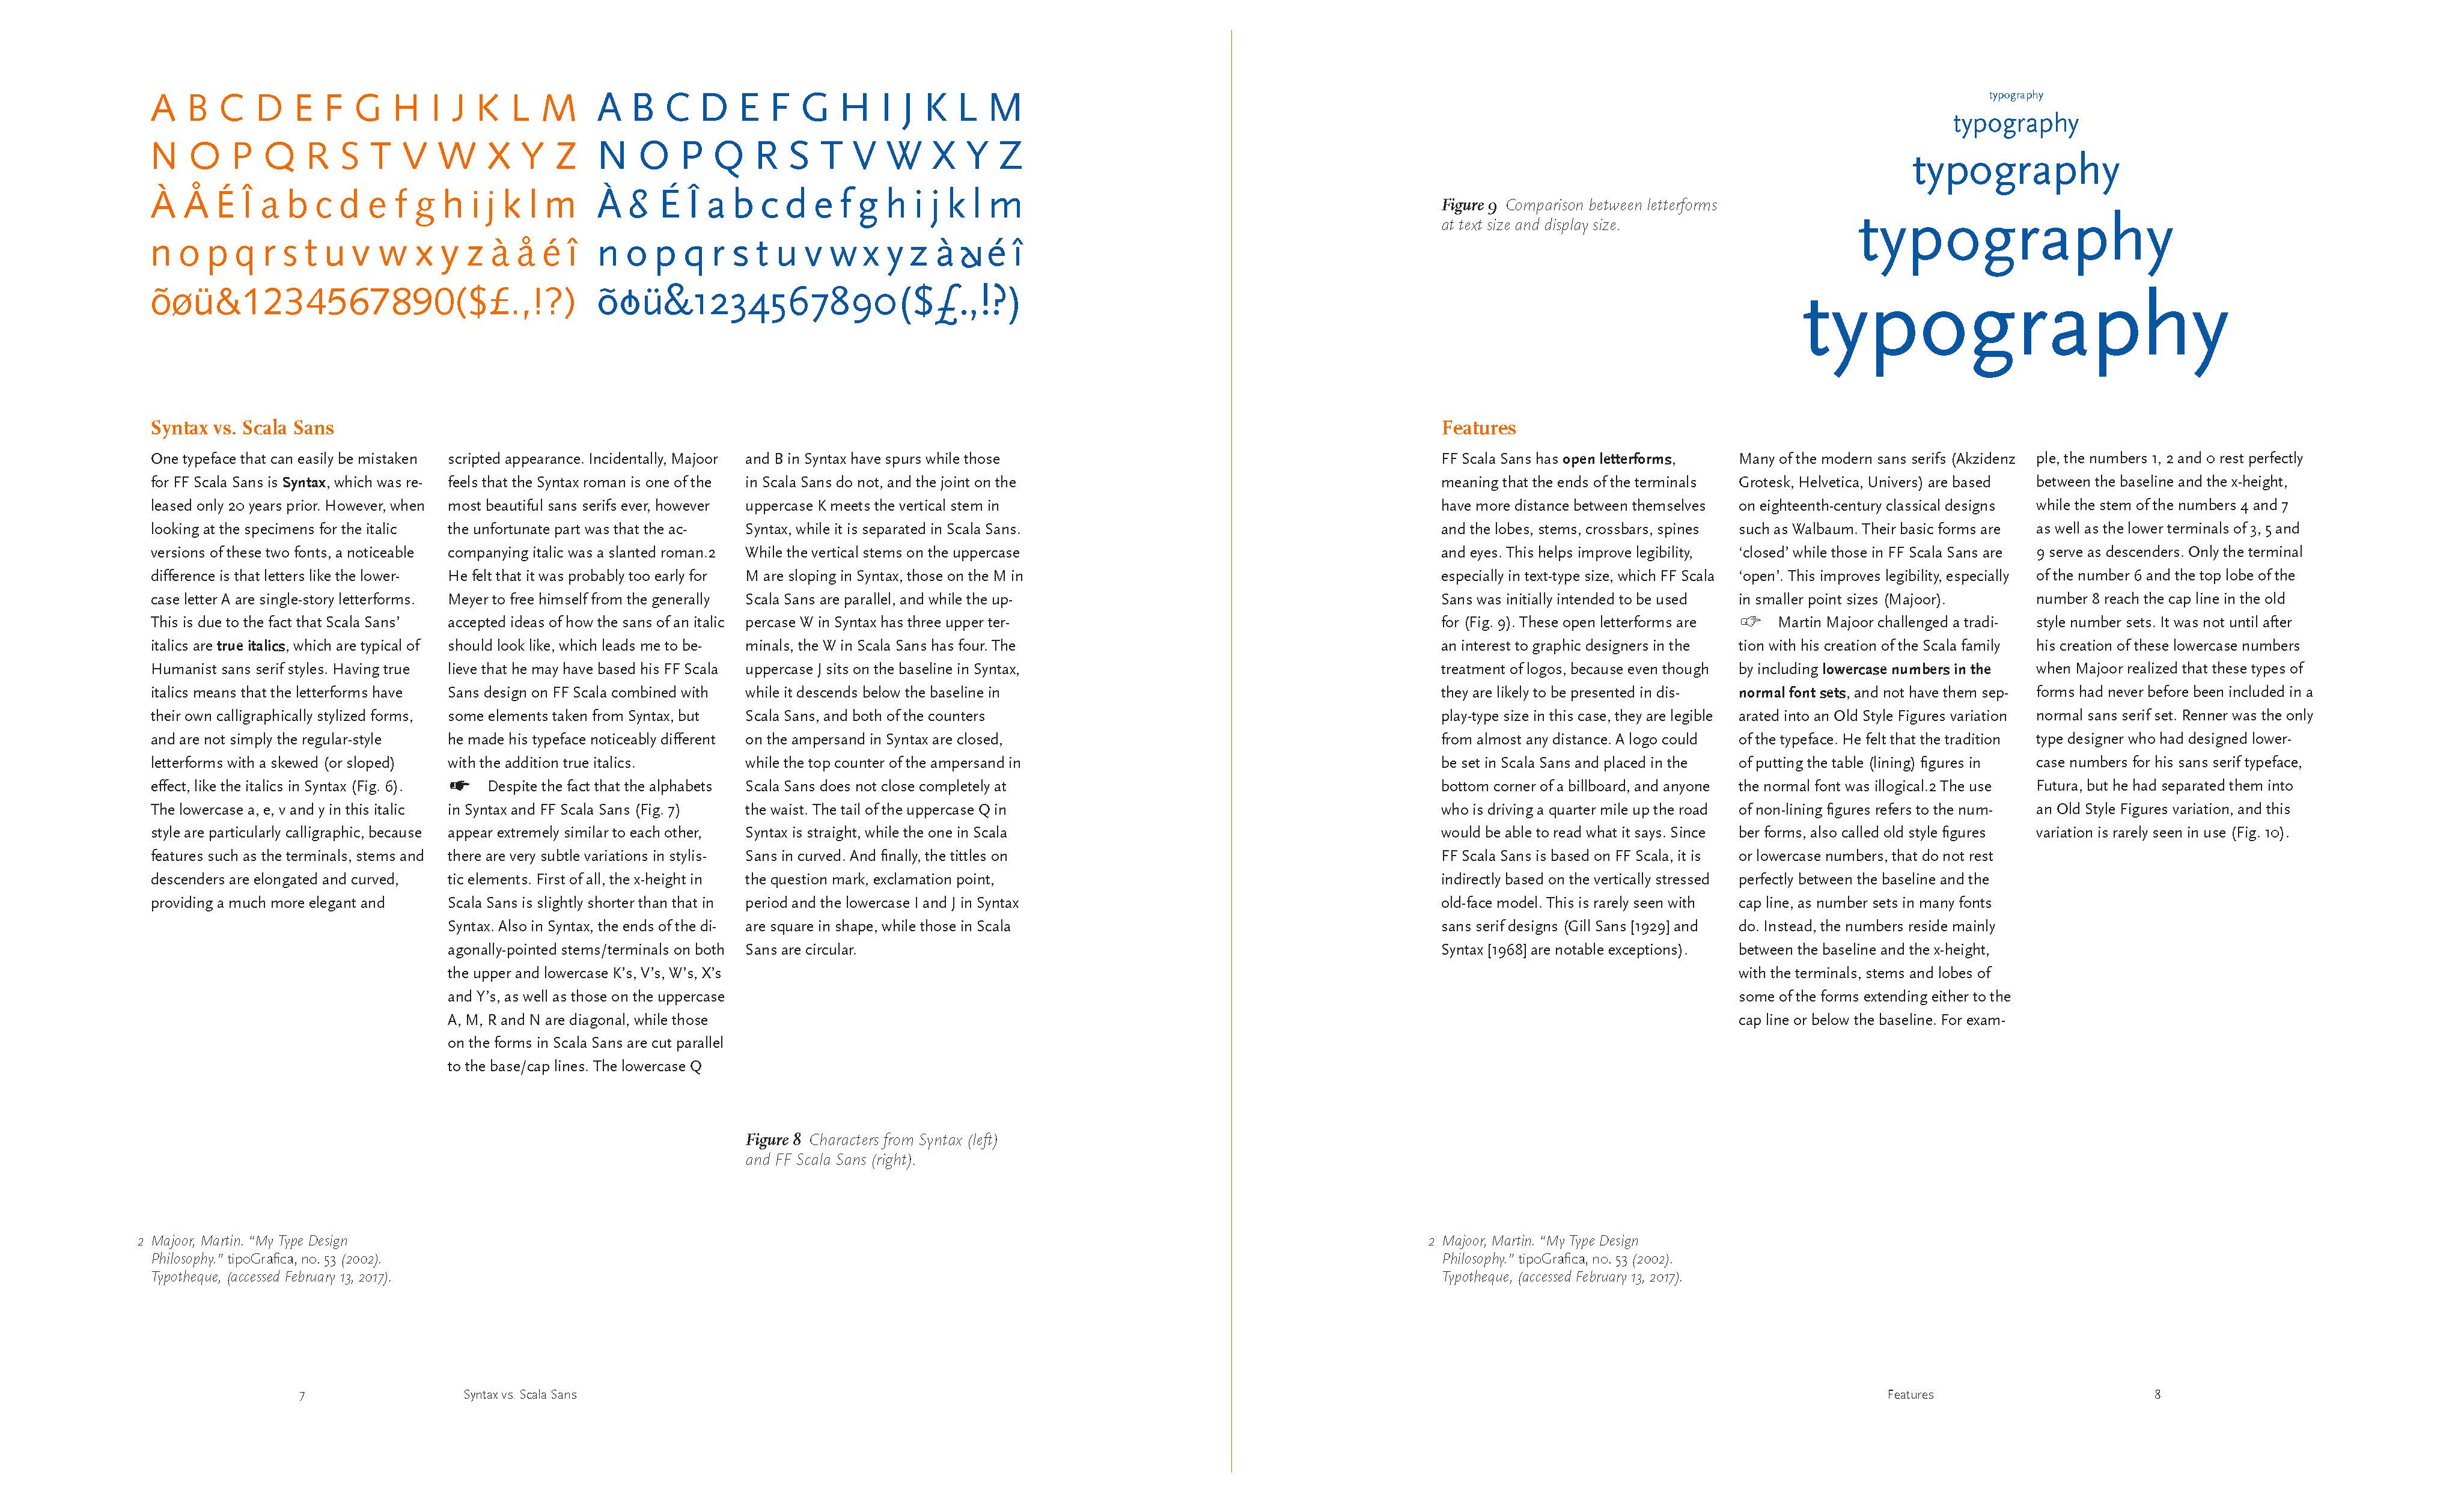 A B C D E F G H I J K L M
N O P Q R S T V W X Y Z
À Å É Î a b c d e f g h i j k l m
n o p q r s t u v w x y z à å é î
õøü&1234567890($£.,!?)
A B C D E F G H I J K L M
N O P Q R S T V W X Y Z
À & É Î a b c d e f g h i j k l m
n o p q r s t u v w x y z à é î
õ ü&1234567890($£.,!?)
Syntax vs. Scala Sans
One typeface that can easily be mistaken
for FF Scala Sans is Syntax, which was re-
leased only 20 years prior. However, when
looking at the specimens for the italic
versions of these two fonts, a noticeable
difference is that letters like the lower-
case letter A are single-story letterforms.
This is due to the fact that Scala Sans’
italics are true italics, which are typical of
Humanist sans serif styles. Having true
italics means that the letterforms have
their own calligraphically stylized forms,
and are not simply the regular-style
letterforms with a skewed (or sloped)
effect, like the italics in Syntax (Fig. 6).
The lowercase a, e, v and y in this italic
style are particularly calligraphic, because
features such as the terminals, stems and
descenders are elongated and curved,
providing a much more elegant and
scripted appearance. Incidentally, Majoor
feels that the Syntax roman is one of the
most beautiful sans serifs ever, however
the unfortunate part was that the ac-
companying italic was a slanted roman.2
He felt that it was probably too early for
Meyer to free himself from the generally
accepted ideas of how the sans of an italic
should look like, which leads me to be-
lieve that he may have based his FF Scala
Sans design on FF Scala combined with
some elements taken from Syntax, but
he made his typeface noticeably different
with the addition true italics.
☛ Despite the fact that the alphabets
in Syntax and FF Scala Sans (Fig. 7)
appear extremely similar to each other,
there are very subtle variations in stylis-
tic elements. First of all, the x-height in
Scala Sans is slightly shorter than that in
Syntax. Also in Syntax, the ends of the di-
agonally-pointed stems/terminals on both
the upper and lowercase K’s, V’s, W’s, X’s
and Y’s, as well as those on the uppercase
A, M, R and N are diagonal, while those
on the forms in Scala Sans are cut parallel
to the base/cap lines. The lowercase Q
and B in Syntax have spurs while those
in Scala Sans do not, and the joint on the
uppercase K meets the vertical stem in
Syntax, while it is separated in Scala Sans.
While the vertical stems on the uppercase
M are sloping in Syntax, those on the M in
Scala Sans are parallel, and while the up-
percase W in Syntax has three upper ter-
minals, the W in Scala Sans has four. The
uppercase J sits on the baseline in Syntax,
while it descends below the baseline in
Scala Sans, and both of the counters
on the ampersand in Syntax are closed,
while the top counter of the ampersand in
Scala Sans does not close completely at
the waist. The tail of the uppercase Q in
Syntax is straight, while the one in Scala
Sans in curved. And finally, the tittles on
the question mark, exclamation point,
period and the lowercase I and J in Syntax
are square in shape, while those in Scala
Sans are circular.
Figure 8 Characters from Syntax (left)
and FF Scala Sans (right).
2 Majoor, Martin. “My Type Design
Philosophy.” tipoGrafica, no. 53 (2002).
Typotheque, (accessed February 13, 2017).
7 Syntax vs. Scala Sans
typography
typography
typography
typography
typography
Figure 9 Comparison between letterforms
at text size and display size.
Features
FF Scala Sans has open letterforms,
meaning that the ends of the terminals
have more distance between themselves
and the lobes, stems, crossbars, spines
and eyes. This helps improve legibility,
especially in text-type size, which FF Scala
Sans was initially intended to be used
for (Fig. 9). These open letterforms are
an interest to graphic designers in the
treatment of logos, because even though
they are likely to be presented in dis-
play-type size in this case, they are legible
from almost any distance. A logo could
be set in Scala Sans and placed in the
bottom corner of a billboard, and anyone
who is driving a quarter mile up the road
would be able to read what it says. Since
FF Scala Sans is based on FF Scala, it is
indirectly based on the vertically stressed
old-face model. This is rarely seen with
sans serif designs (Gill Sans [1929] and
Syntax [1968] are notable exceptions).
Many of the modern sans serifs (Akzidenz
Grotesk, Helvetica, Univers) are based
on eighteenth-century classical designs
such as Walbaum. Their basic forms are
‘closed’ while those in FF Scala Sans are
‘open’. This improves legibility, especially
in smaller point sizes (Majoor).
☞ Martin Majoor challenged a tradi-
tion with his creation of the Scala family
by including lowercase numbers in the
normal font sets, and not have them sep-
arated into an Old Style Figures variation
of the typeface. He felt that the tradition
of putting the table (lining) figures in
the normal font was illogical.2 The use
of non-lining figures refers to the num-
ber forms, also called old style figures
or lowercase numbers, that do not rest
perfectly between the baseline and the
cap line, as number sets in many fonts
do. Instead, the numbers reside mainly
between the baseline and the x-height,
with the terminals, stems and lobes of
some of the forms extending either to the
cap line or below the baseline. For exam-
ple, the numbers 1, 2 and 0 rest perfectly
between the baseline and the x-height,
while the stem of the numbers 4 and 7
as well as the lower terminals of 3, 5 and
9 serve as descenders. Only the terminal
of the number 6 and the top lobe of the
number 8 reach the cap line in the old
style number sets. It was not until after
his creation of these lowercase numbers
when Majoor realized that these types of
forms had never before been included in a
normal sans serif set. Renner was the only
type designer who had designed lower-
case numbers for his sans serif typeface,
Futura, but he had separated them into
an Old Style Figures variation, and this
variation is rarely seen in use (Fig. 10).
2 Majoor, Martin. “My Type Design
Philosophy.” tipoGrafica, no. 53 (2002).
Typotheque, (accessed February 13, 2017).
Features 8